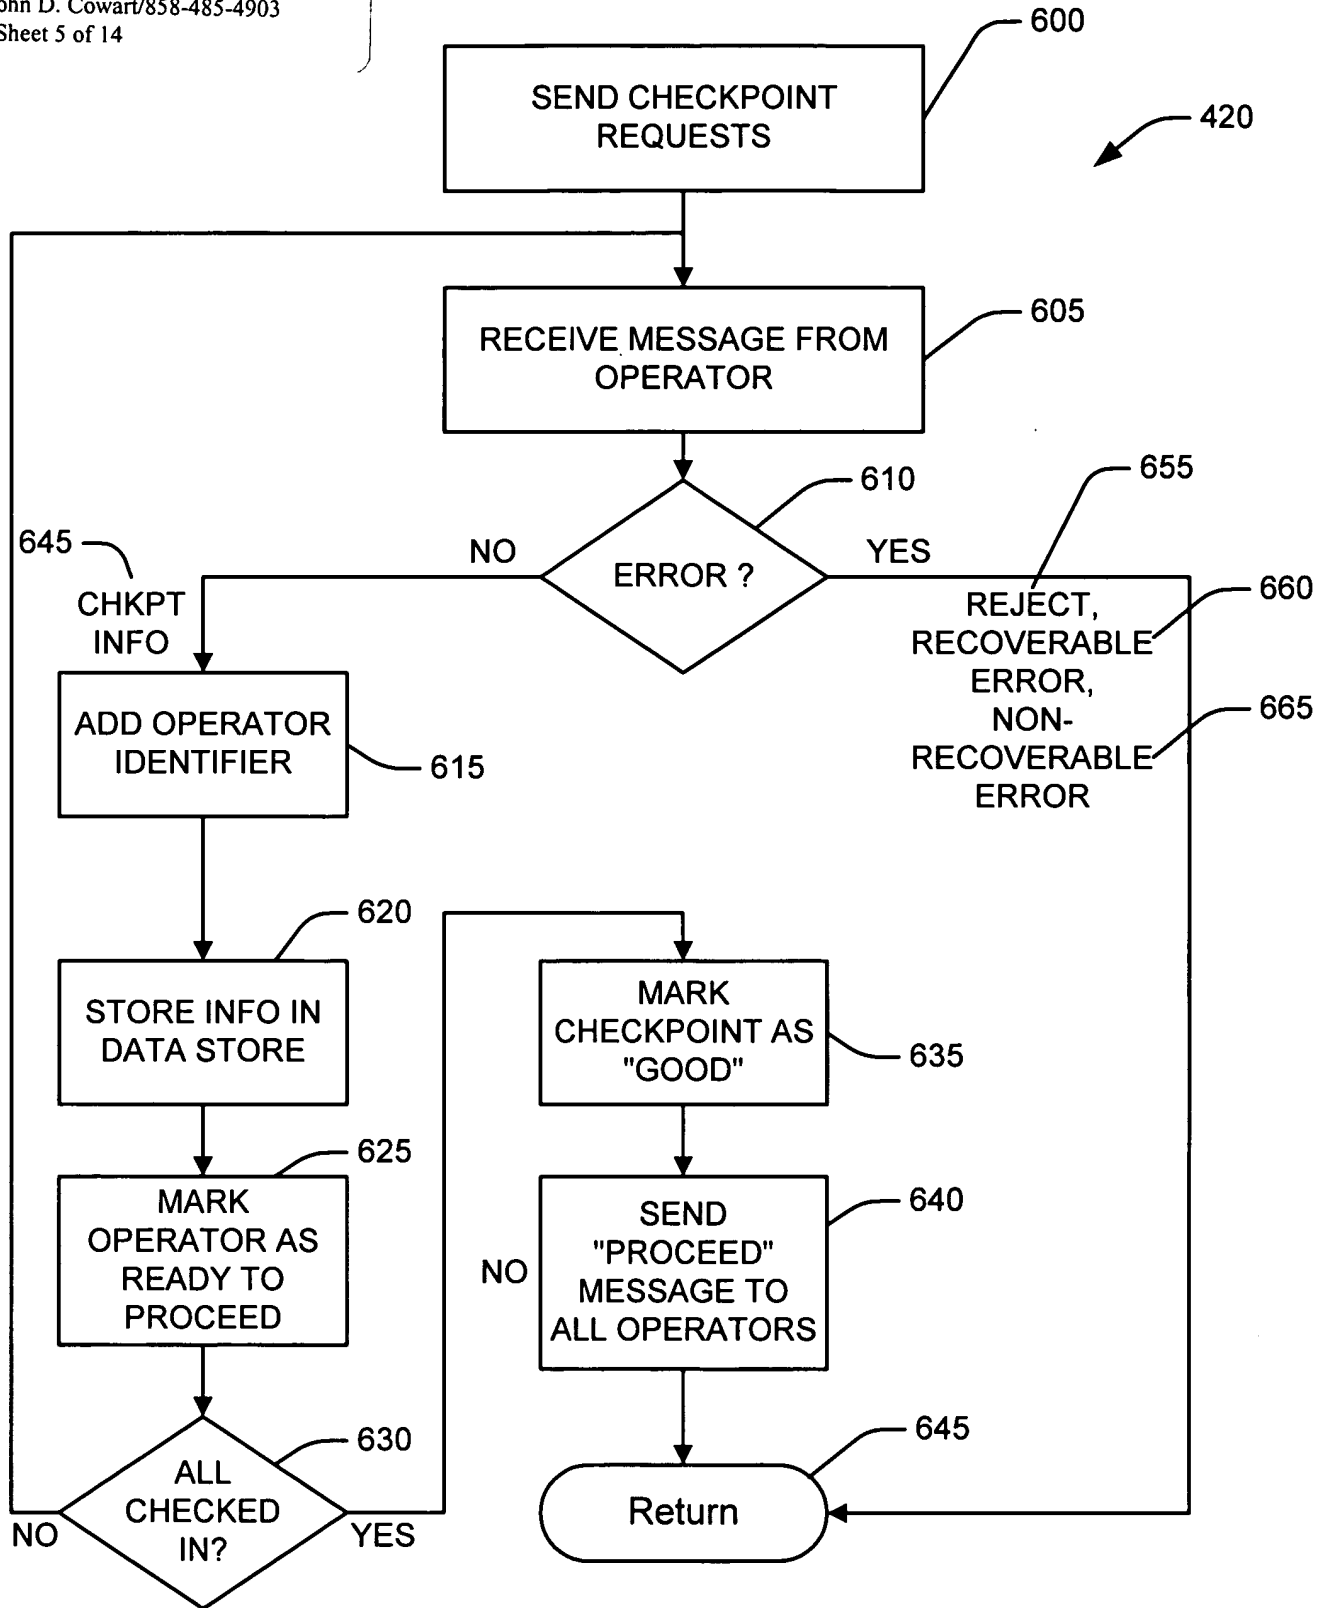 ohn D. Cowart/858-485-4903
Sheet 5 of 14
600
SEND CHECKPOINT
REQUESTS
420
605
RECEIVE MESSAGE FROM
OPERATOR
610
655
645
NO
ERROR ?
YES
CHKPT
INFO
REJECT,
RECOVERABLE
ERROR,
NON-
RECOVERABLE
ERROR
660
665
ADD OPERATOR
IDENTIFIER
615
620
STORE INFO IN
DATA STORE
MARK
CHECKPOINT AS
"GOOD"
635
625
MARK
OPERATOR AS
READY TO
PROCEED
NO
SEND
"PROCEED"
MESSAGE TO
ALL OPERATORS
640
630
ALL
CHECKED
IN?
NO
YES
645
Return